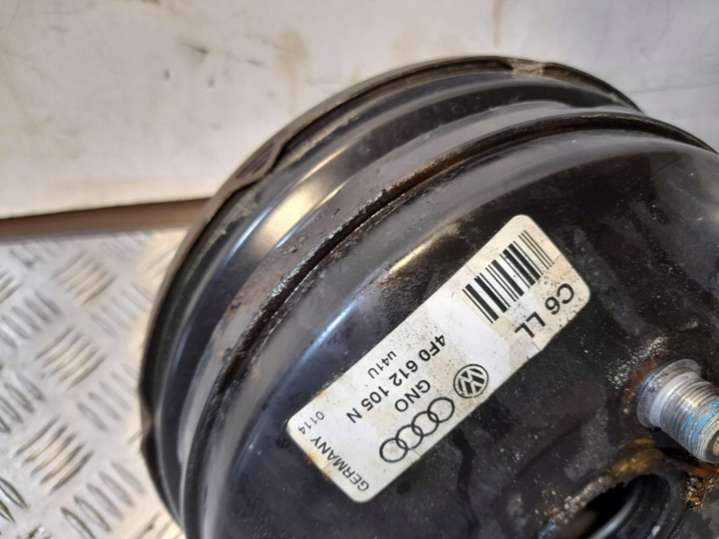 C6 LL
4F0 612 105 N
u41U
GNO
GERMANY
0114